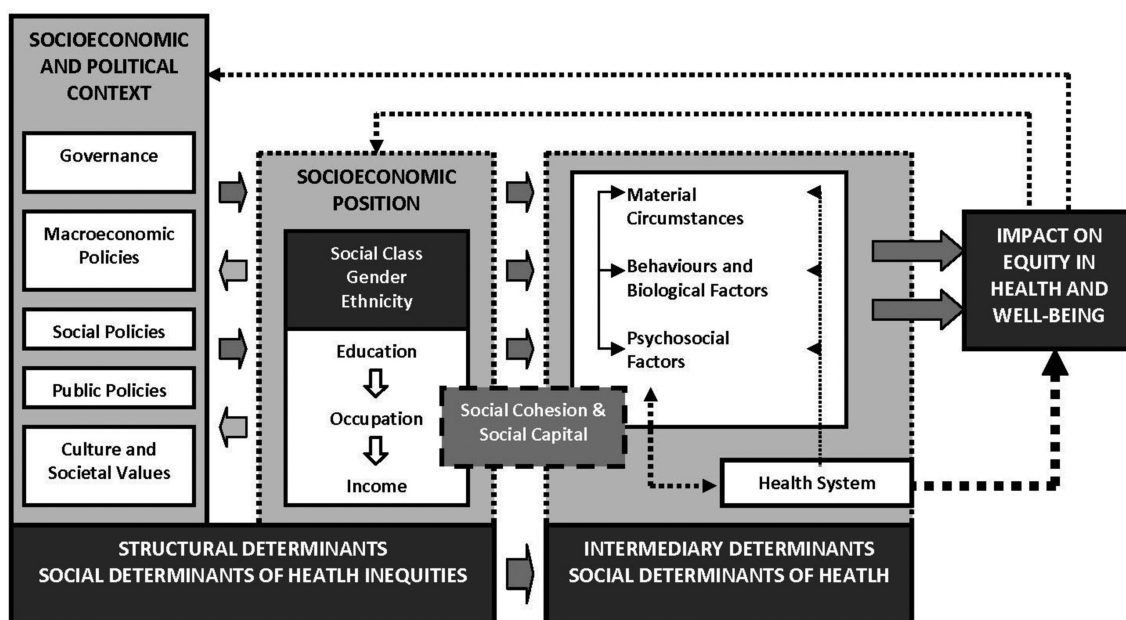 SOCIOECONOMIC
AND POLITICAL
CONTEXT
Governance
Macroeconomic
Policies
Social Policies
Public Policies
Culture and
Societal Values
SOCIOECONOMIC
POSITION
Social Class
Gender
Ethnicity
Education
Occupation
Income
Social Cohesion &
Social Capital
Material
Circumstances
Behaviours and
Biological Factors
Psychosocial
Factors
Health System
IMPACT ON
EQUITY IN
HEALTH AND
WELL-BEING
STRUCTURAL DETERMINANTS
SOCIAL DETERMINANTS OF HEATLH INEQUITIES
INTERMEDIARY DETERMINANTS
SOCIAL DETERMINANTS OF HEATLH